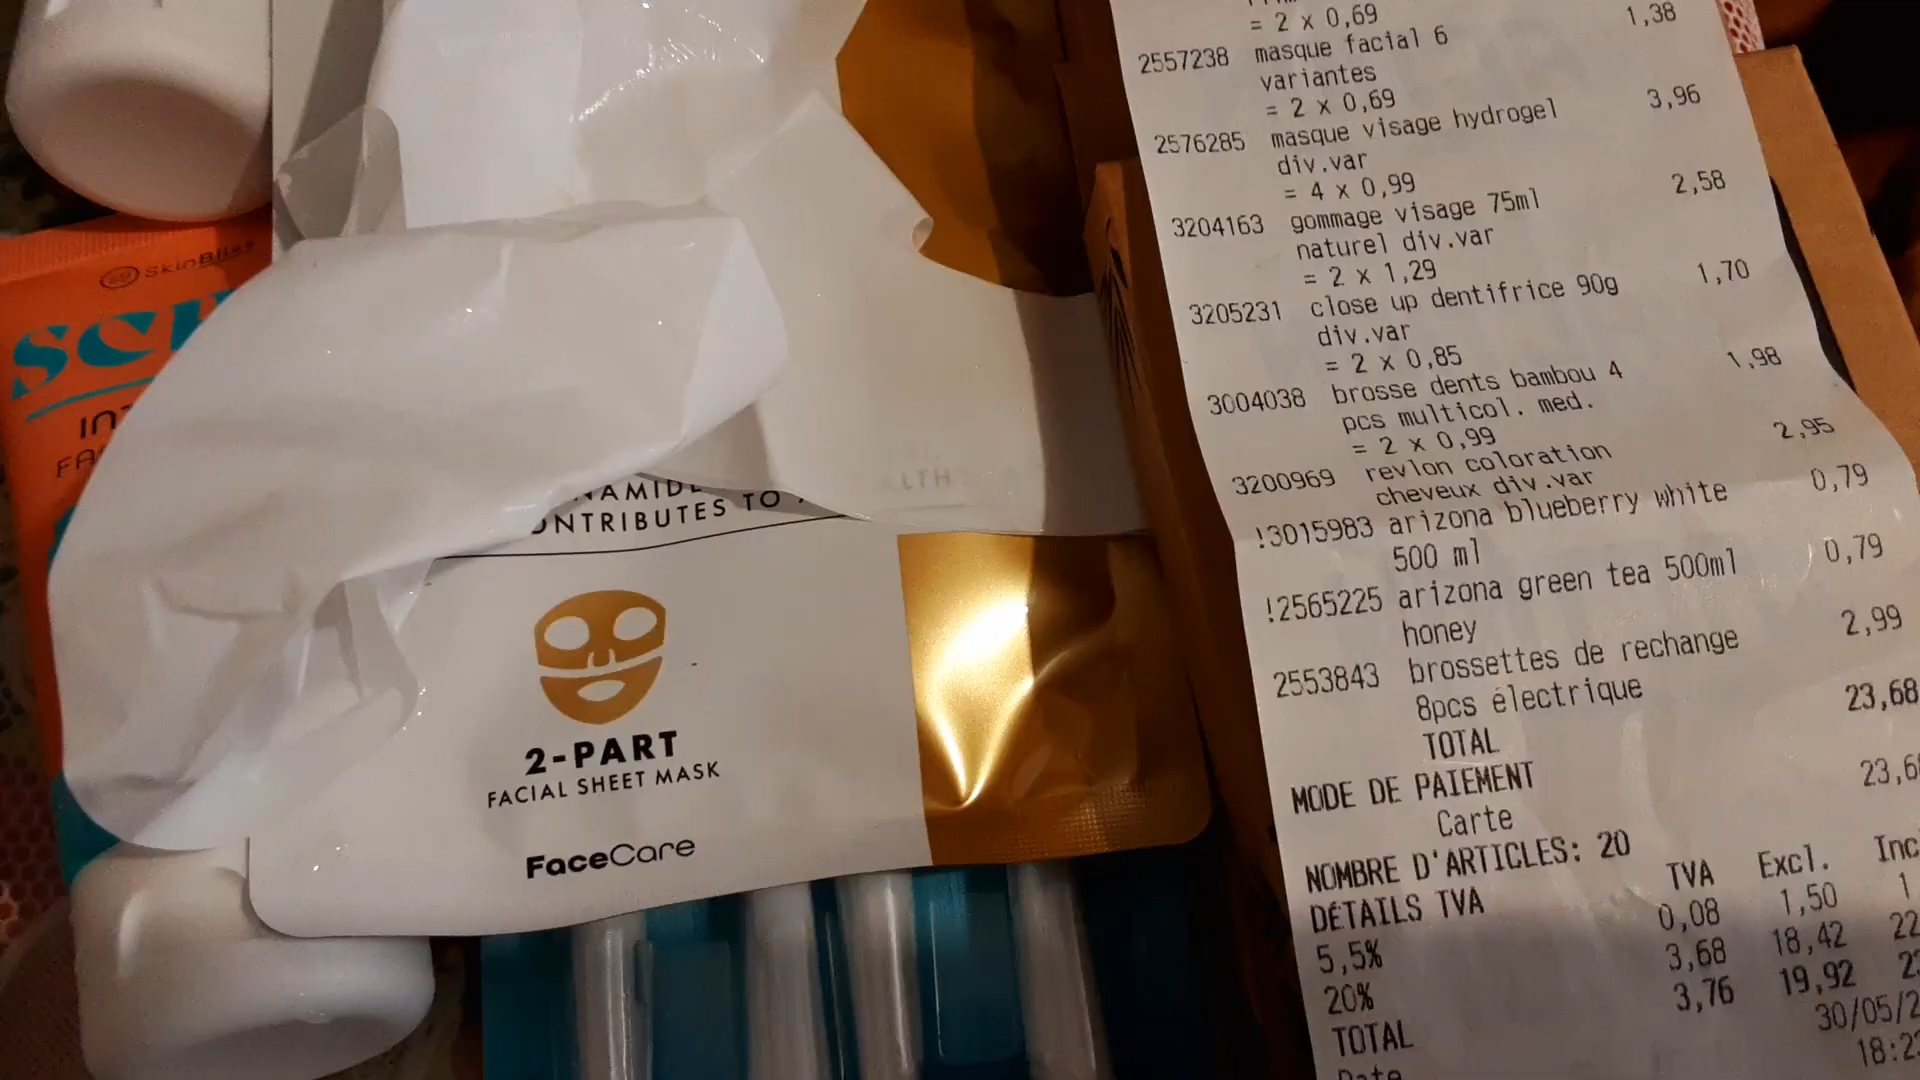 SkinBliss
LTH
CONTRIBUTES TO
2-PART
FACIAL SHEET MASK
FaceCare
= 2 x 0,69
1,38
2557238 masque facial 6
variantes
= 2 x 0,69
3,96
2576285 masque visage hydrogel
div.var
= 4 x 0,99
2,58
3204163 gommage visage 75ml
naturel div.var
= 2 x 1,29
1,70
3205231 close up dentifrice 90g
div.var
= 2 x 0,85
1,98
3004038 brosse dents bambou 4
pcs multicol. med.
= 2 x 0,99
2,95
3200969 revlon coloration
cheveux div.var
0,79
!3015983 arizona blueberry white
500 ml
0,79
!2565225 arizona green tea 500ml
honey
2,99
2553843 brossettes de rechange
8pcs électrique
23,68
TOTAL
MODE DE PAIEMENT
Carte
NOMBRE D'ARTICLES: 20
DÉTAILS TVA
TVA Excl.
5,5% 0,08 1,50
20% 3,68 18,42
TOTAL 3,76 19,92
Date 30/05/2